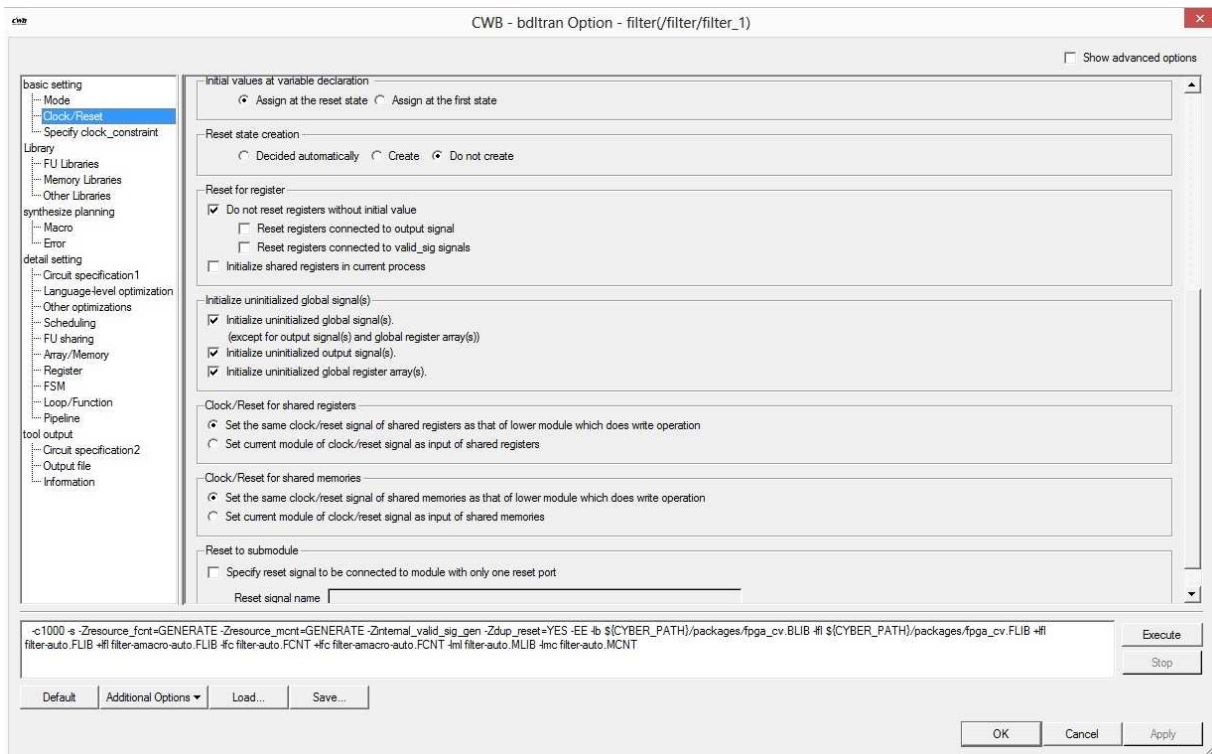 CWB
CWB - bdltran Option - filter(/filter/filter_1)
x
Show advanced options
basic setting
Mode
Clock/Reset
Specify clock_constraint
Library
FU Libraries
Memory Libraries
Other Libraries
synthesize planning
Macro
Error
detail setting
Circuit specification1
Language-level optimization
Other optimizations
Scheduling
FU sharing
Array/Memory
Register
FSM
Loop/Function
Pipeline
tool output
Circuit specification2
Output file
Information
Initial values at variable declaration
Assign at the reset state Assign at the first state
Reset state creation
Decided automatically Create Do not create
Reset for register
Do not reset registers without initial value
Reset registers connected to output signal
Reset registers connected to valid_sig signals
Initialize shared registers in current process
Initialize uninitialized global signal(s)
Initialize uninitialized global signal(s).
(except for output signal(s) and global register array(s))
Initialize uninitialized output signal(s).
Initialize uninitialized global register array(s).
Clock/Reset for shared registers
Set the same clock/reset signal of shared registers as that of lower module which does write operation
Set current module of clock/reset signal as input of shared registers
Clock/Reset for shared memories
Set the same clock/reset signal of shared memories as that of lower module which does write operation
Set current module of clock/reset signal as input of shared memories
Reset to submodule
Specify reset signal to be connected to module with only one reset port
Reset signal name
-c1000 -s -Zresource_fcnt=GENERATE -Zresource_mcnt=GENERATE -Zinternal_valid_sig_gen -Zdup_reset=YES -EE -lb ${CYBER_PATH}/packages/fpga_cv.BLIB -lfl ${CYBER_PATH}/packages/fpga_cv.FLIB +lfl
filter-auto.FLIB +lfl filter-amacro-auto.FLIB -lfc filter-auto.FCNT +lfc filter-amacro-auto.FCNT -lml filter-auto.MLIB -lmc filter-auto.MCNT
Execute
Stop
Default Additional Options Load... Save...
OK Cancel Apply